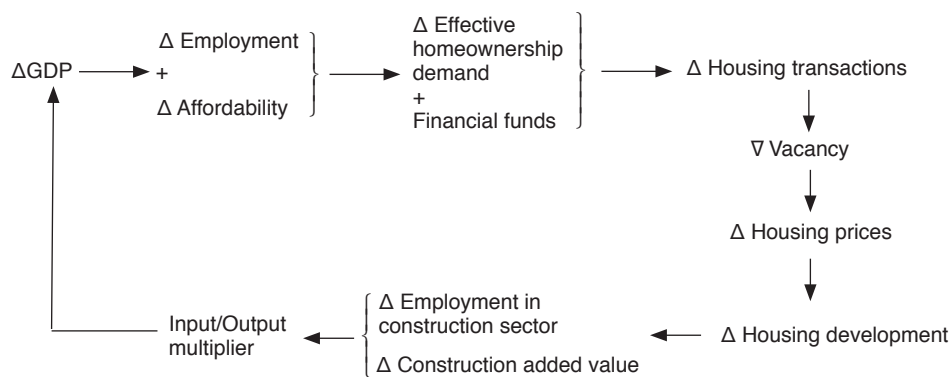 ΔGDP
Δ Employment
+
Δ Affordability
Δ Effective
homeownership
demand
+
Financial funds
Δ Housing transactions
∇ Vacancy
Δ Housing prices
Δ Housing development
Δ Employment in
construction sector
Δ Construction added value
Input/Output
multiplier